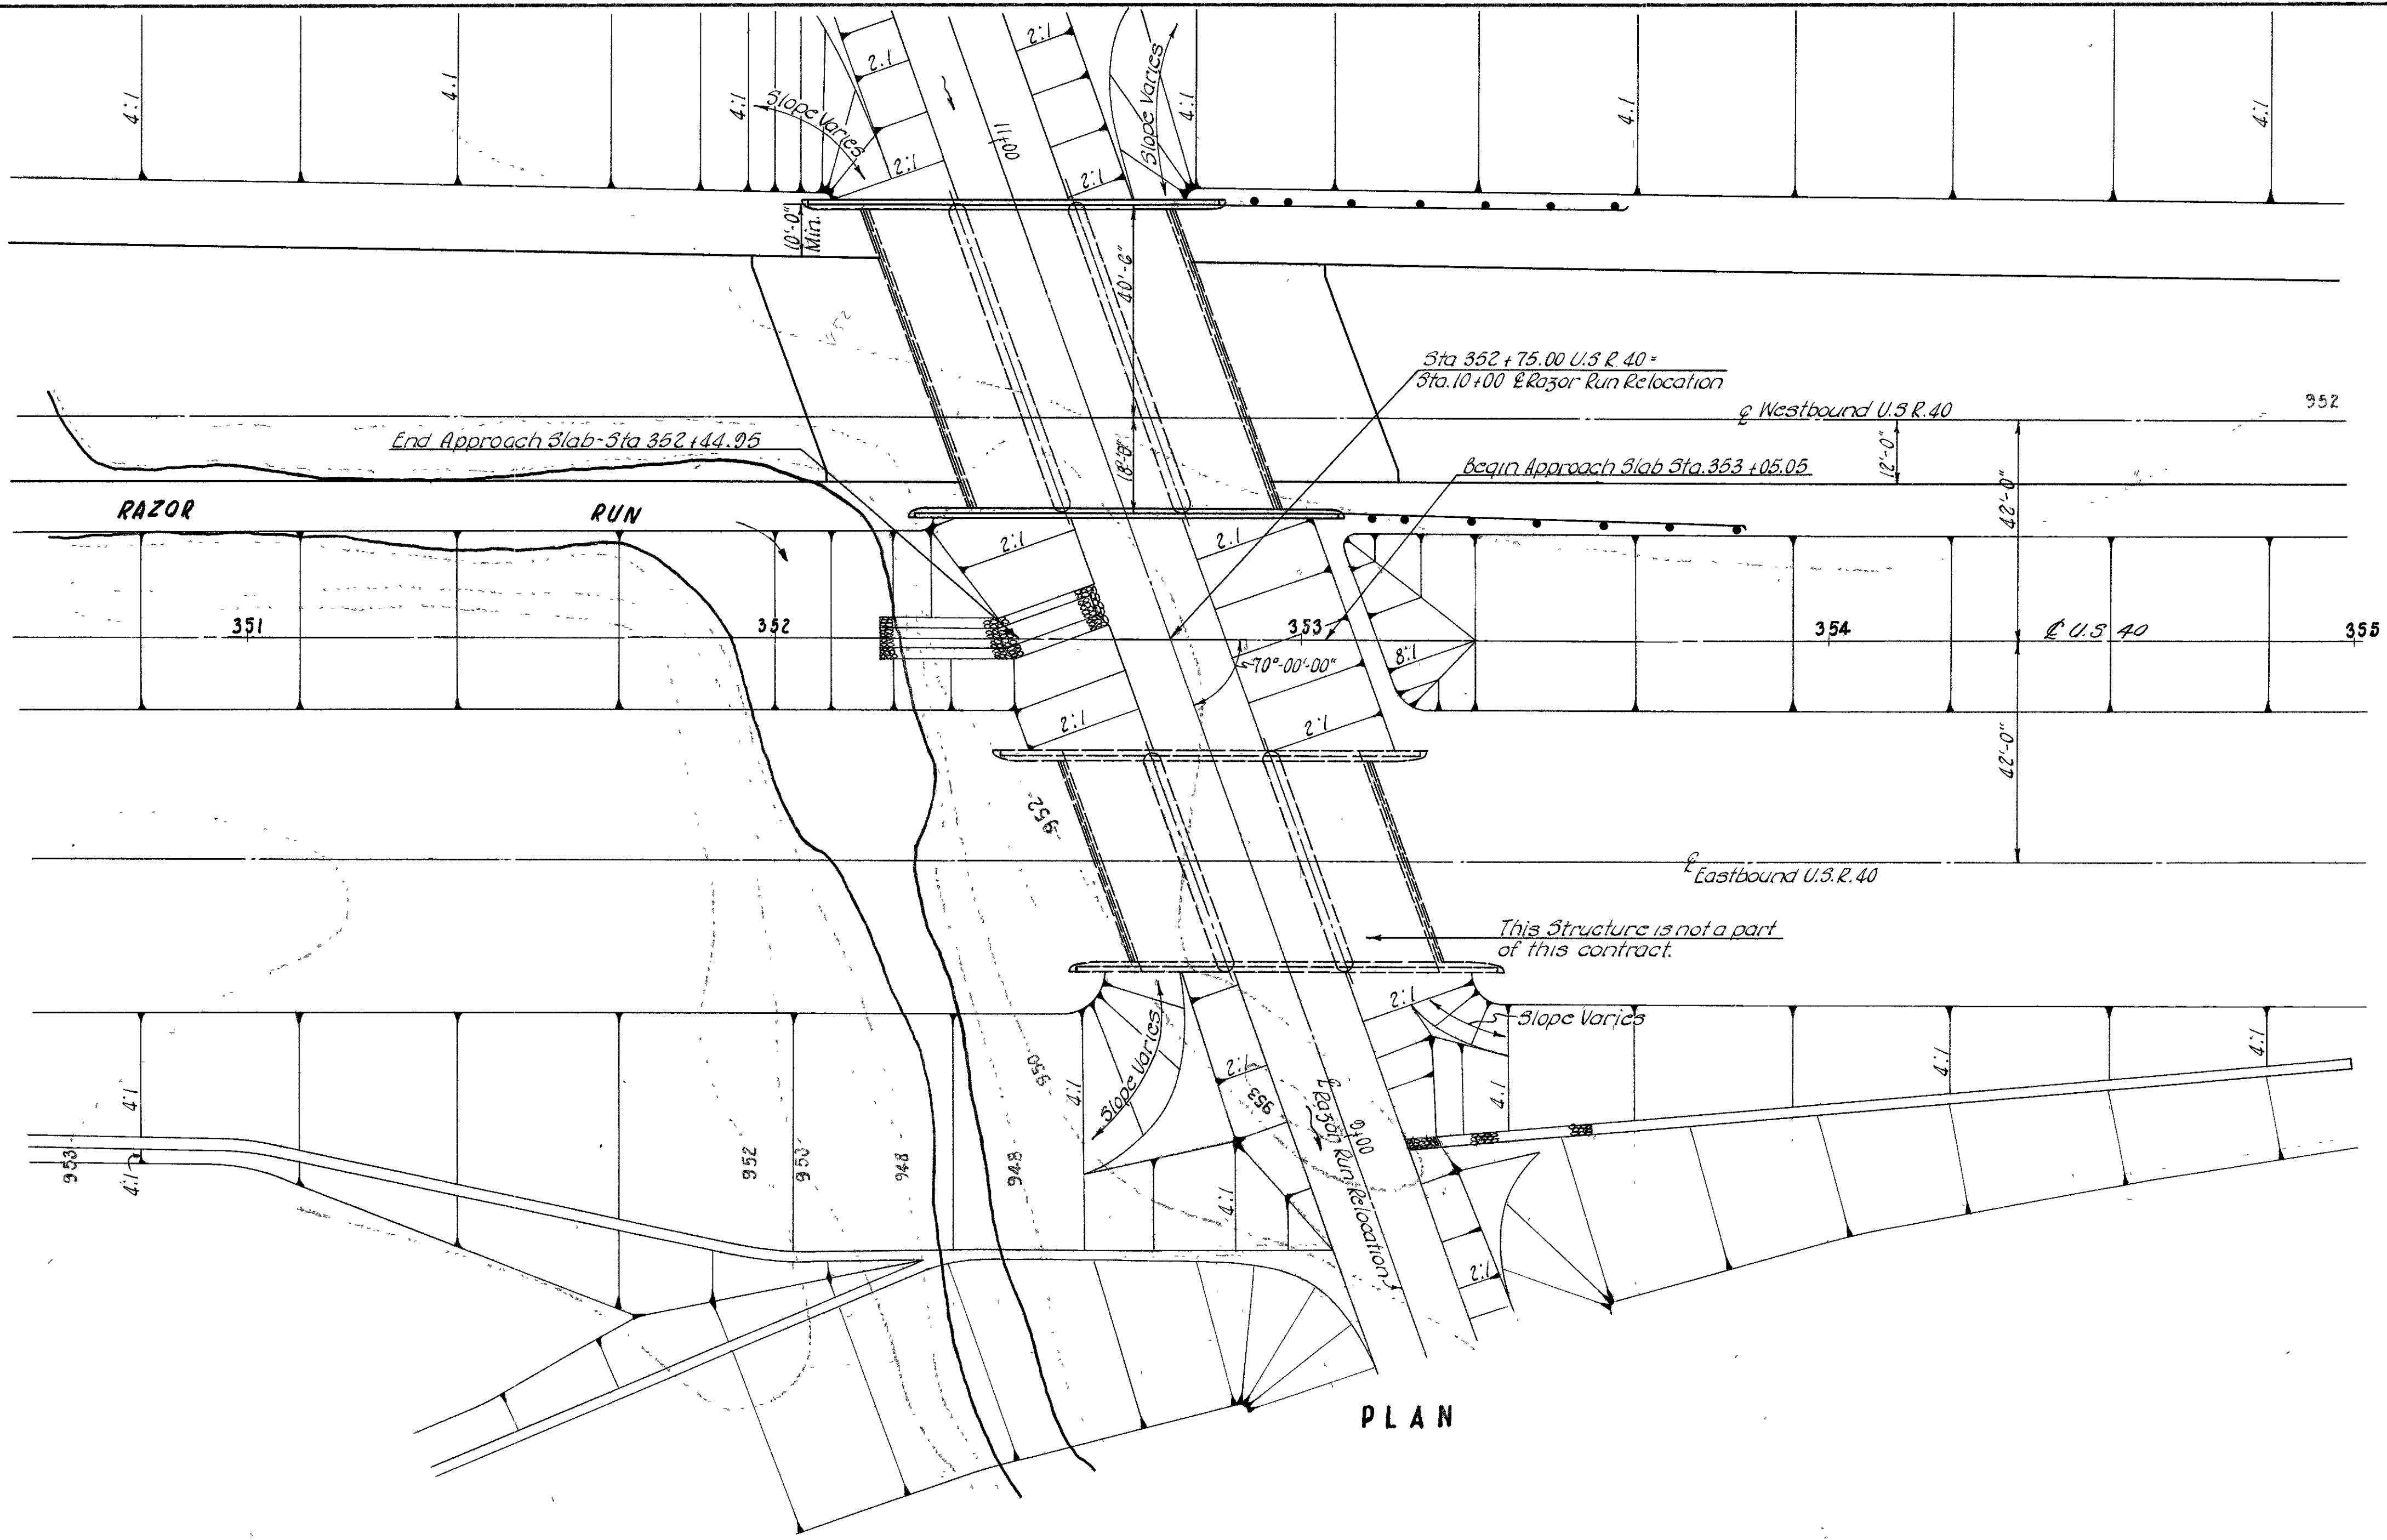 4:1
4:1
4:1
Slope Varies
2:1
2:1
2:1
2:1
11+00
Slope Varies
4:1
4:1
4:1
10'-0"
Min.
40'-6"
952
Sta 352+75.00 U.S R. 40 =
Sta. 10+00 ℄ Razor Run Relocation
℄ Westbound U.S R. 40
952
End Approach Slab-Sta 352+44.95
18'-0"
Begin Approach Slab Sta. 353+05.05
12'-0"
42'-0"
RAZOR RUN
2:1
2:1
351
352
353
354
℄ U.S 40
355
70°-00'-00"
8:1
2:1
2:1
42'-0"
952
℄ Eastbound U.S.R. 40
This Structure is not a part
of this contract.
2:1
Slope Varies
Slope Varies
4:1
950
4:1
2:1
953
℄ Razor Run Relocation
9+00
4:1
4:1
4:1
953
4:1
952
950
948
948
4:1
2:1
PLAN